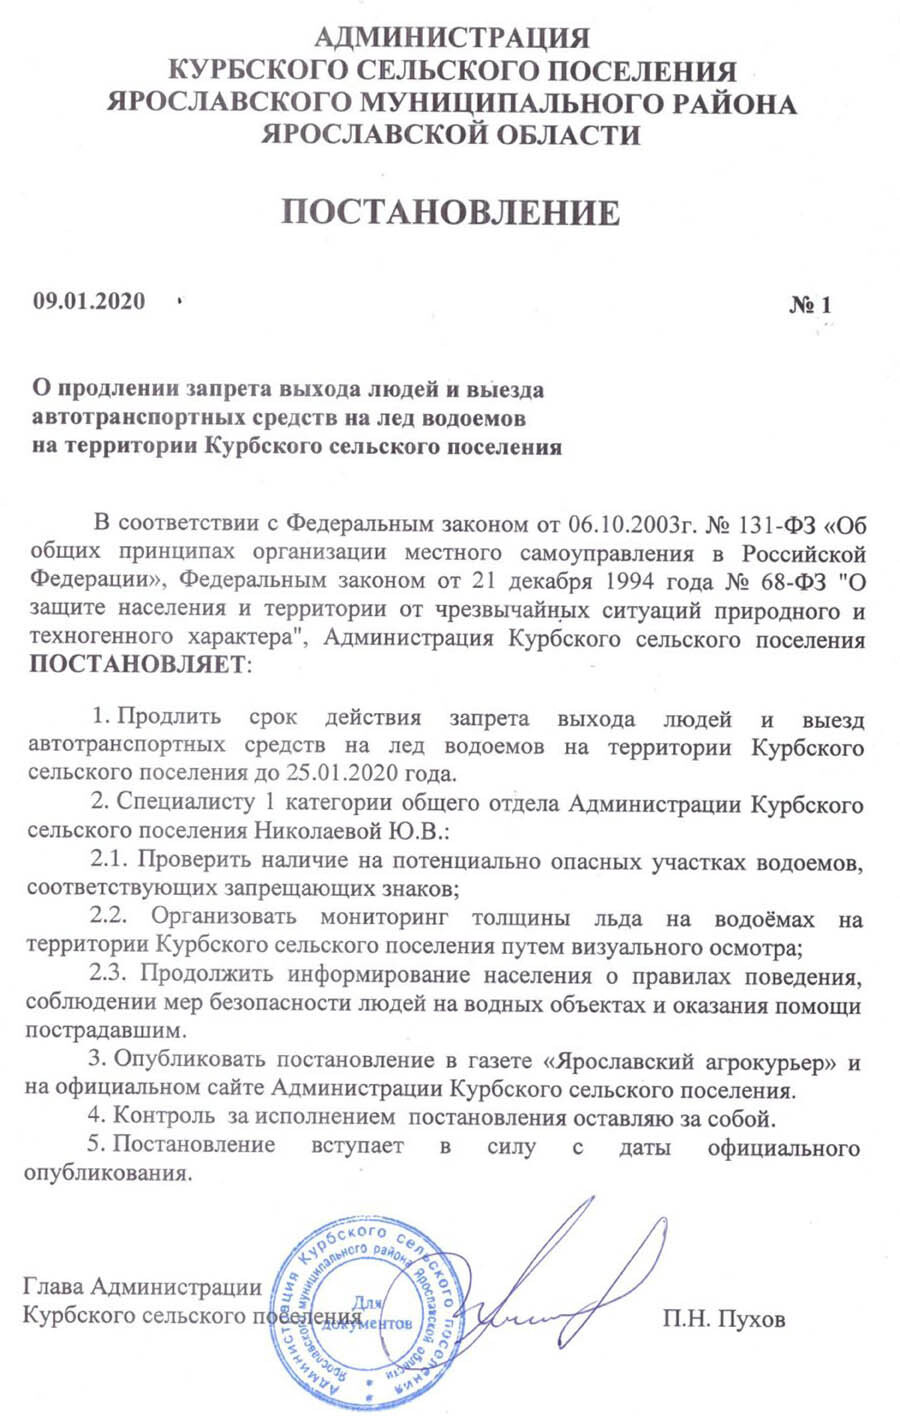 АДМИНИСТРАЦИЯ
КУРБСКОГО СЕЛЬСКОГО ПОСЕЛЕНИЯ
ЯРОСЛАВСКОГО МУНИЦИПАЛЬНОГО РАЙОНА
ЯРОСЛАВСКОЙ ОБЛАСТИ
ПОСТАНОВЛЕНИЕ
09.01.2020 № 1
О продлении запрета выхода людей и выезда
автотранспортных средств на лед водоемов
на территории Курбского сельского поселения
В соответствии с Федеральным законом от 06.10.2003г. № 131-ФЗ «Об
общих принципах организации местного самоуправления в Российской
Федерации», Федеральным законом от 21 декабря 1994 года № 68-ФЗ "О
защите населения и территории от чрезвычайных ситуаций природного и
техногенного характера", Администрация Курбского сельского поселения
ПОСТАНОВЛЯЕТ:
1. Продлить срок действия запрета выхода людей и выезд
автотранспортных средств на лед водоемов на территории Курбского
сельского поселения до 25.01.2020 года.
2. Специалисту 1 категории общего отдела Администрации Курбского
сельского поселения Николаевой Ю.В.:
2.1. Проверить наличие на потенциально опасных участках водоемов,
соответствующих запрещающих знаков;
2.2. Организовать мониторинг толщины льда на водоёмах на
территории Курбского сельского поселения путем визуального осмотра;
2.3. Продолжить информирование населения о правилах поведения,
соблюдении мер безопасности людей на водных объектах и оказания помощи
пострадавшим.
3. Опубликовать постановление в газете «Ярославский агрокурьер» и
на официальном сайте Администрации Курбского сельского поселения.
4. Контроль за исполнением постановления оставляю за собой.
5. Постановление вступает в силу с даты официального
опубликования.
Глава Администрации
Курбского сельского поселения П.Н. Пухов
Администрация Курбского сельского поселения
Ярославского муниципального района Ярославской области
Для
документов